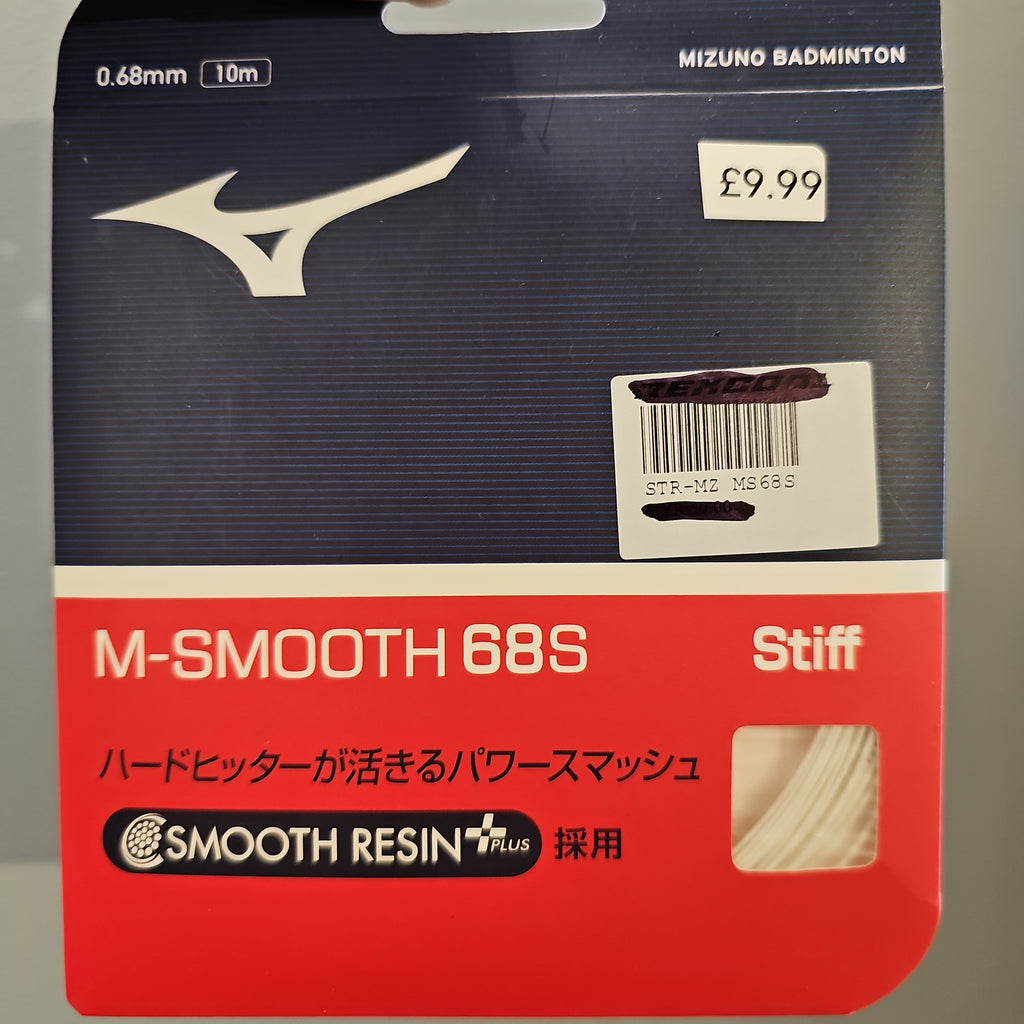 0.68mm 10m
MIZUNO BADMINTON
£9.99
STR-MZ MS68S
M-SMOOTH 68S
Stiff
ハードヒッターが活きるパワースマッシュ
SMOOTH RESIN+PLUS 採用